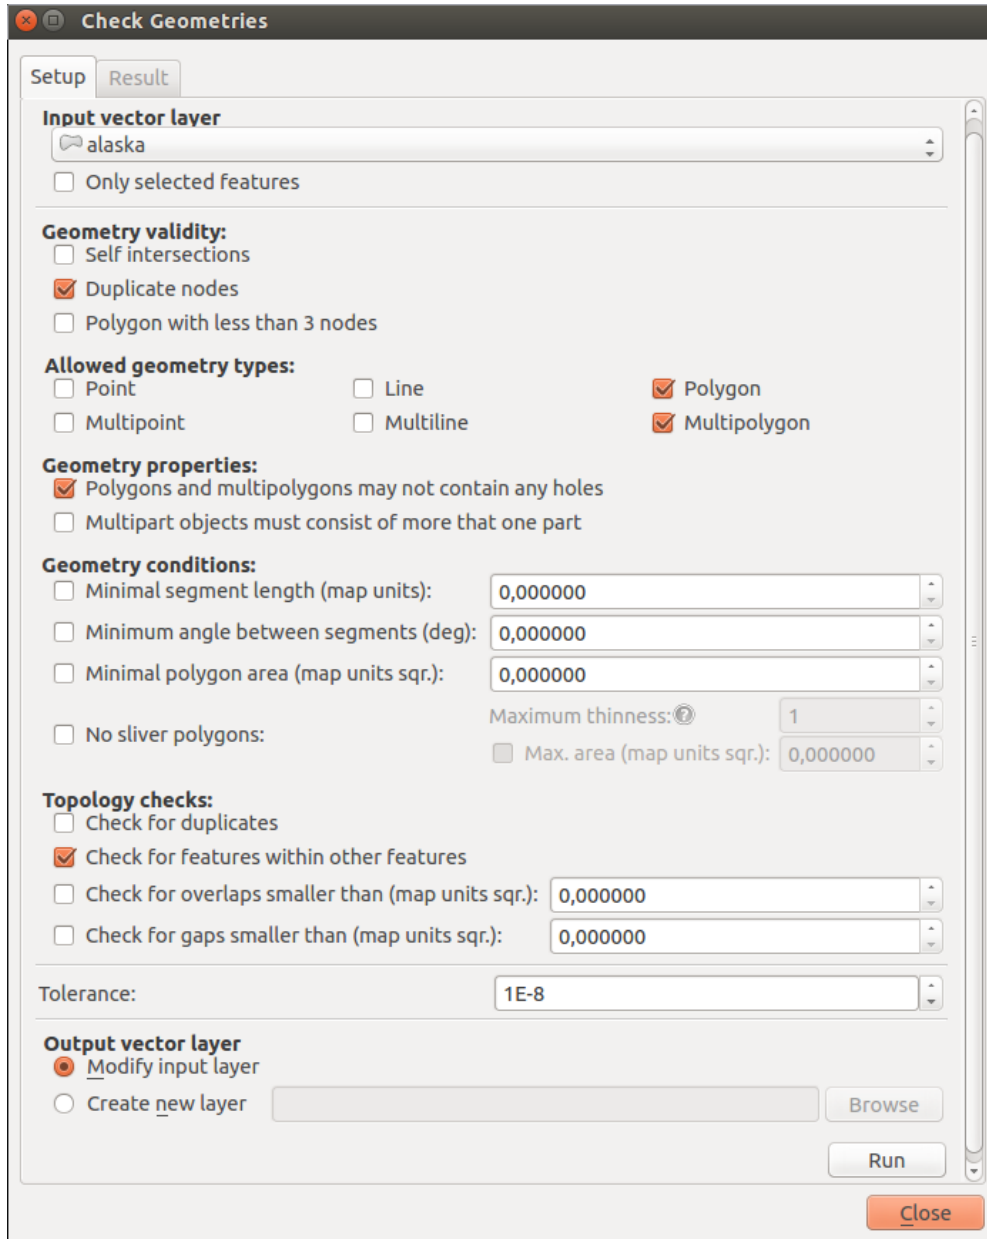 Check Geometries
Setup Result
Input vector layer
alaska
Only selected features
Geometry validity:
Self intersections
Duplicate nodes
Polygon with less than 3 nodes
Allowed geometry types:
Point Line Polygon
Multipoint Multiline Multipolygon
Geometry properties:
Polygons and multipolygons may not contain any holes
Multipart objects must consist of more that one part
Geometry conditions:
Minimal segment length (map units): 0,000000
Minimum angle between segments (deg): 0,000000
Minimal polygon area (map units sqr.): 0,000000
Maximum thinness: ? 1
No sliver polygons:
Max. area (map units sqr.): 0,000000
Topology checks:
Check for duplicates
Check for features within other features
Check for overlaps smaller than (map units sqr.): 0,000000
Check for gaps smaller than (map units sqr.): 0,000000
Tolerance: 1E-8
Output vector layer
Modify input layer
Create new layer Browse
Run
Close